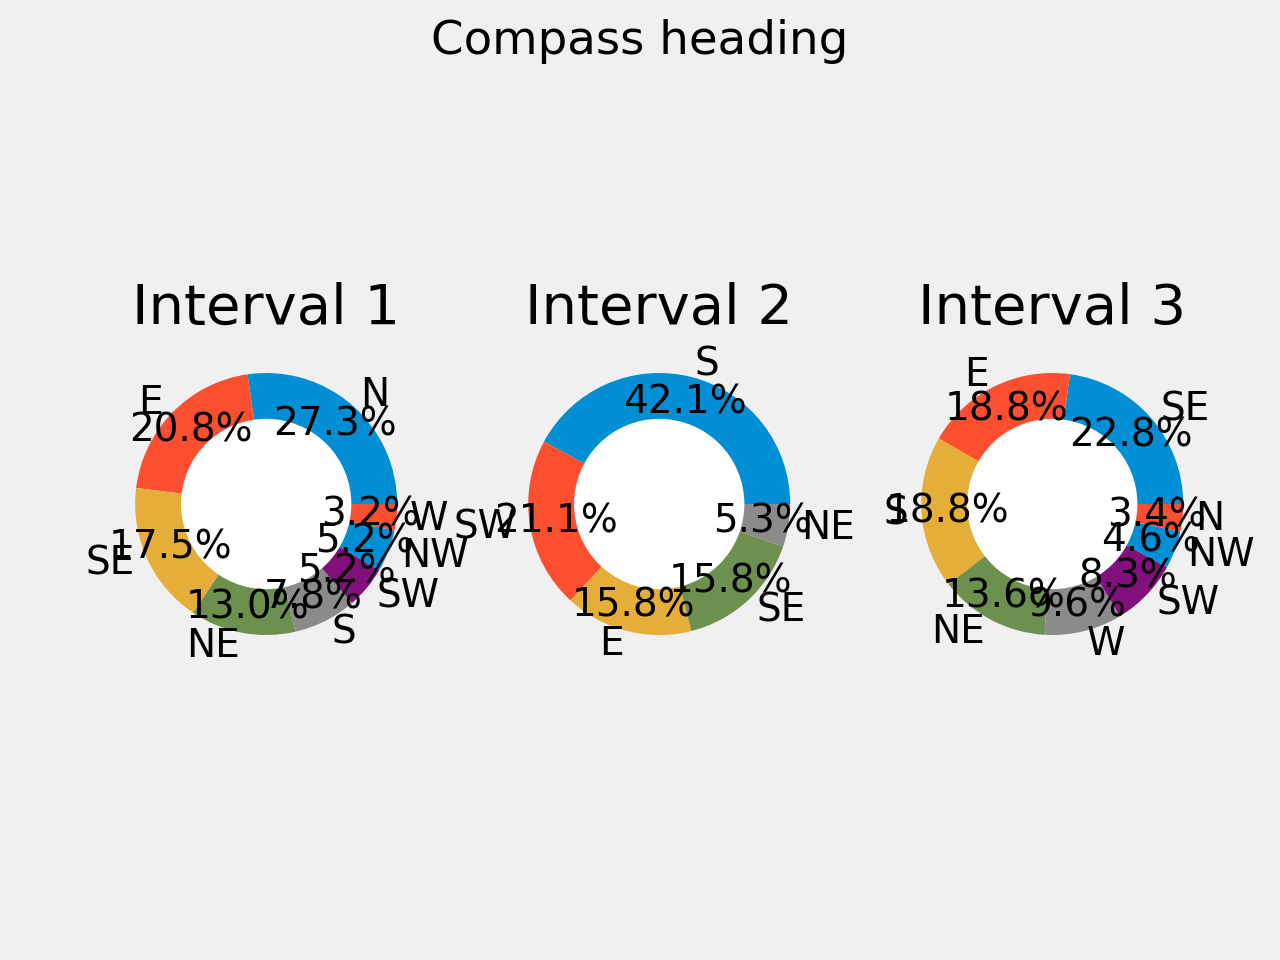 Compass heading
Interval 1
N
27.3%
E
20.8%
SE
17.5%
NE
13.0%
S
7.8%
SW
5.2%
NW
5.2%
W
3.2%
Interval 2
S
42.1%
SW
21.1%
E
15.8%
SE
15.8%
NE
5.3%
Interval 3
SE
22.8%
E
18.8%
S
18.8%
NE
13.6%
W
9.6%
SW
8.3%
NW
4.6%
N
3.4%